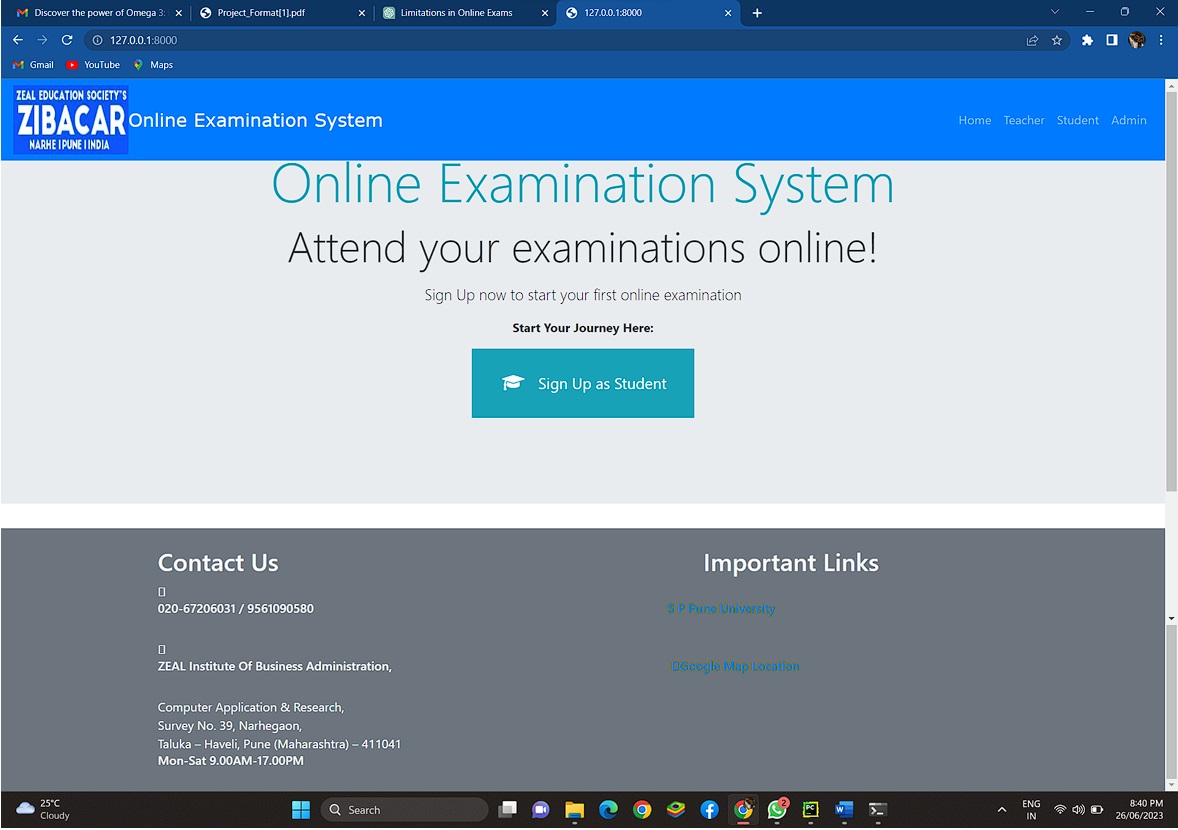 Discover the power of Omega 3:
Project_Format[1].pdf
Limitations in Online Exams
127.0.0.1:8000
127.0.0.1:8000
Gmail
YouTube
Maps
ZEAL EDUCATION SOCIETY'S
ZIBACAR
NARHE | PUNE | INDIA
Online Examination System
Home Teacher Student Admin
Online Examination System
Attend your examinations online!
Sign Up now to start your first online examination
Start Your Journey Here:
Sign Up as Student
Contact Us
020-67206031 / 9561090580
ZEAL Institute Of Business Administration,
Computer Application & Research,
Survey No. 39, Narhegaon,
Taluka – Haveli, Pune (Maharashtra) – 411041
Mon-Sat 9.00AM-17.00PM
Important Links
S P Pune University
Google Map Location
25°C
Cloudy
Search
2
PC
W
ENG
IN
8:40 PM
26/06/2023